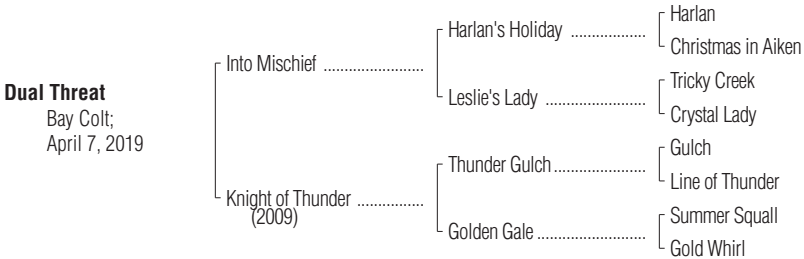 Harlan
Harlan's Holiday ...................
Christmas in Aiken
Into Mischief .........................
Tricky Creek
Leslie's Lady .........................
Crystal Lady
Dual Threat
Bay Colt;
April 7, 2019
Gulch
Thunder Gulch .......................
Line of Thunder
Knight of Thunder ................
(2009)
Summer Squall
Golden Gale ...........................
Gold Whirl